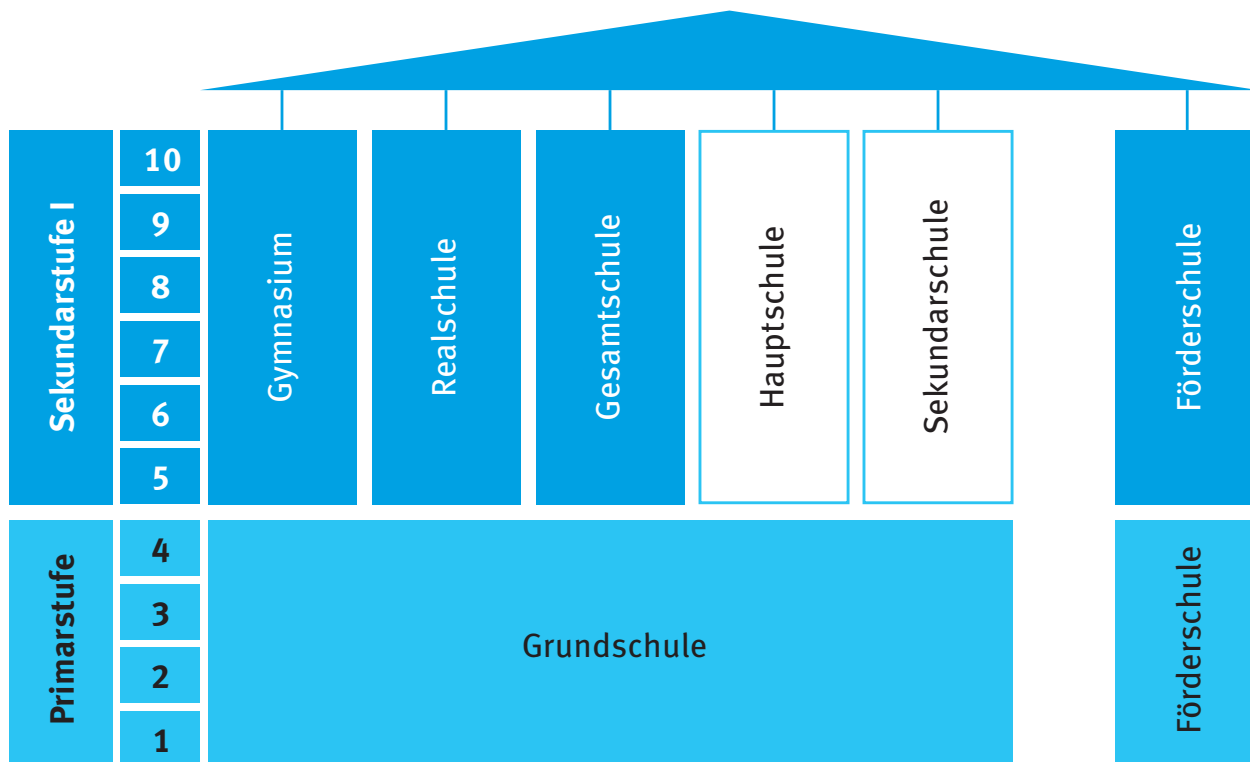 Sekundarstufe I
10
9
8
7
6
5
Gymnasium
Realschule
Gesamtschule
Hauptschule
Sekundarschule
Förderschule
Primarstufe
4
3
2
1
Grundschule
Förderschule